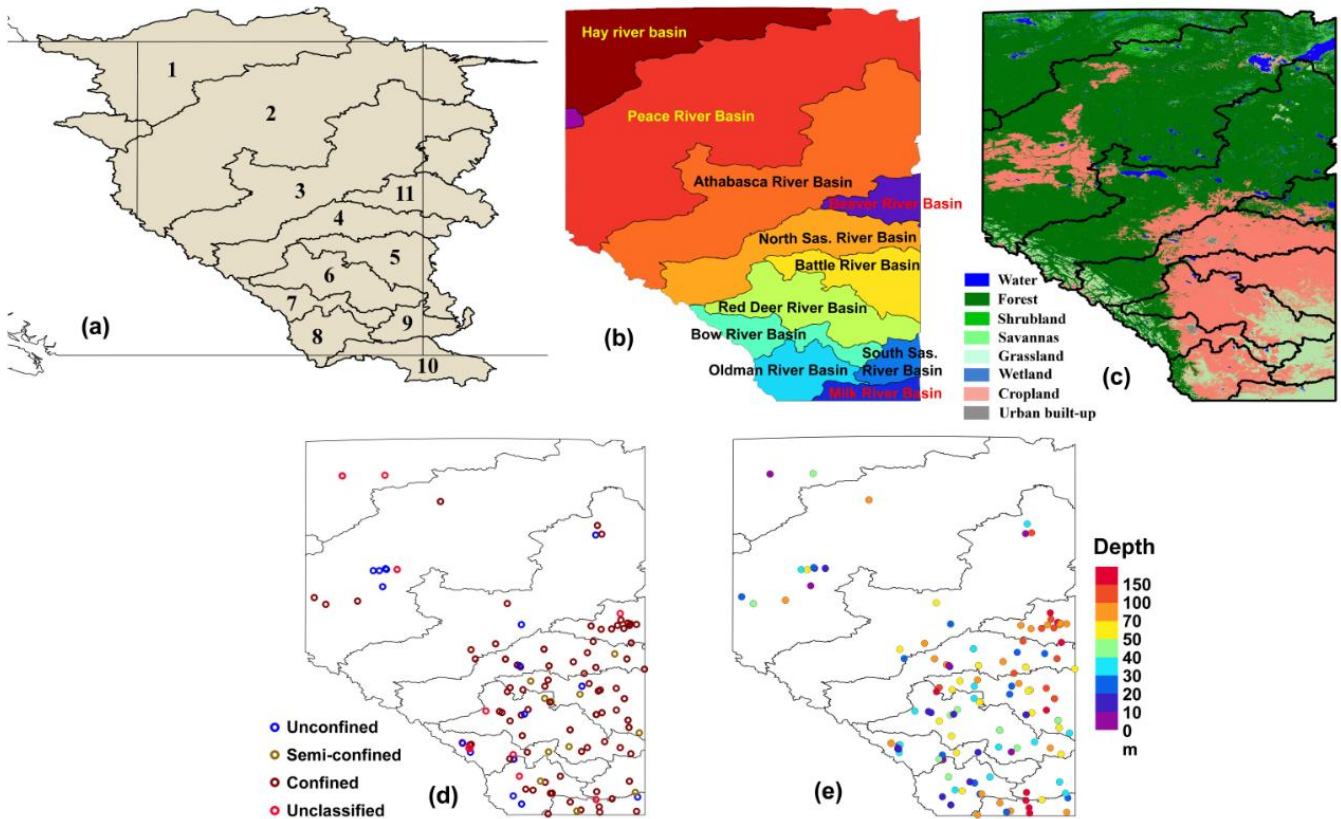 1
2
3
11
4
5
6
7
9
8
10
(a)
Hay river basin
Peace River Basin
Athabasca River Basin
Beaver River Basin
North Sas. River Basin
Battle River Basin
Red Deer River Basin
Bow River Basin
South Sas.
River Basin
Oldman River Basin
Milk River Basin
(b)
Water
Forest
Shrubland
Savannas
Grassland
Wetland
Cropland
Urban built-up
(c)
Unconfined
Semi-confined
Confined
Unclassified
(d)
(e)
Depth
150
100
70
50
40
30
20
10
0
m